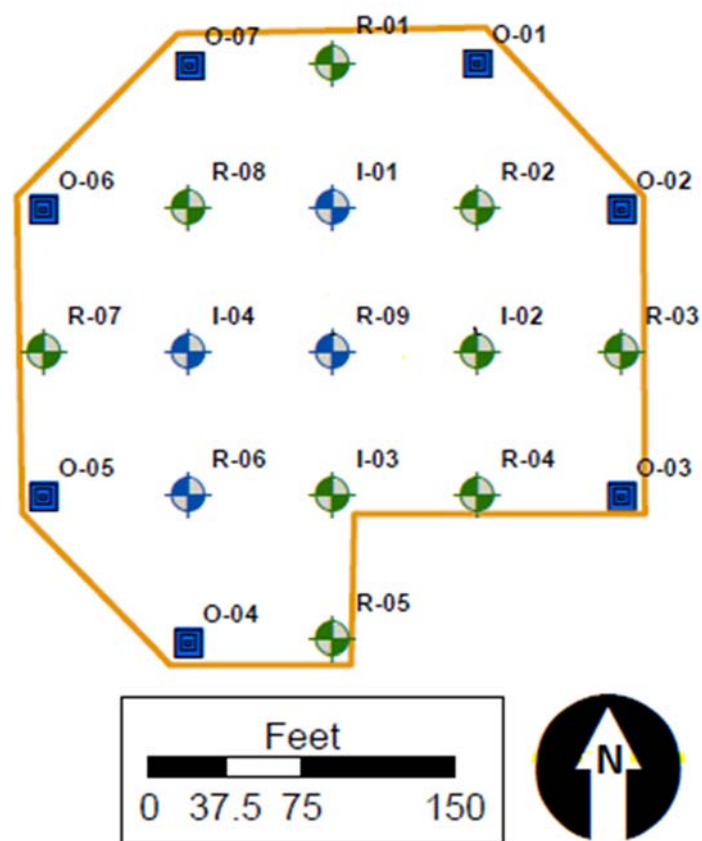 O-07 R-01 O-01
O-06 R-08 I-01 R-02 O-02
R-07 I-04 R-09 I-02 R-03
O-05 R-06 I-03 R-04 O-03
O-04 R-05
Feet
0 37.5 75 150
N